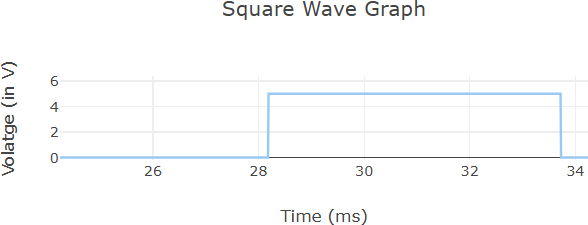 Square Wave Graph
Volatge (in V)
6
4
2
0
26 28 30 32 34
Time (ms)